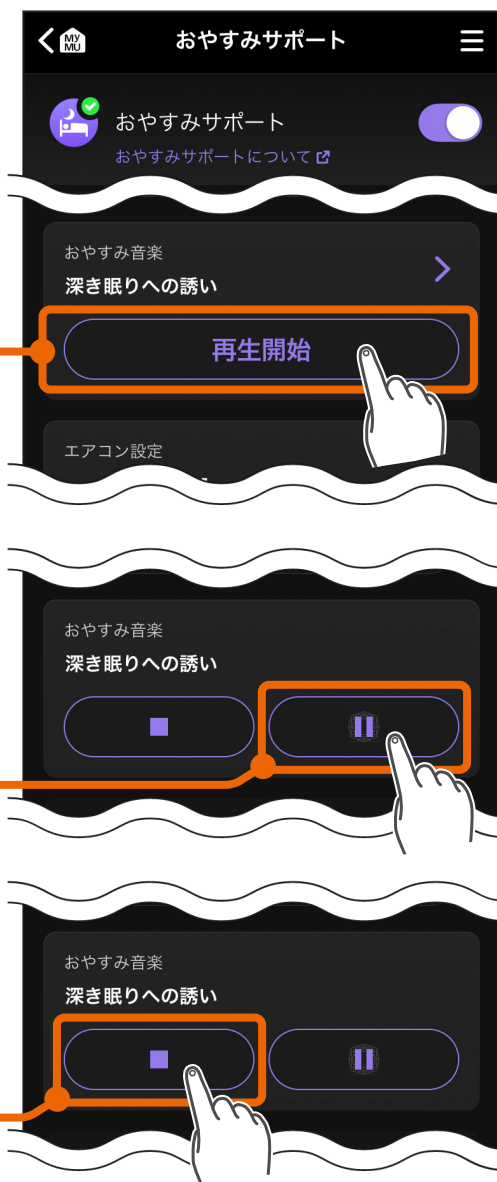 MY
MU
おやすみサポート
おやすみサポート
おやすみサポートについて
おやすみ音楽
深き眠りへの誘い
再生開始
エアコン設定
おやすみ音楽
深き眠りへの誘い
おやすみ音楽
深き眠りへの誘い